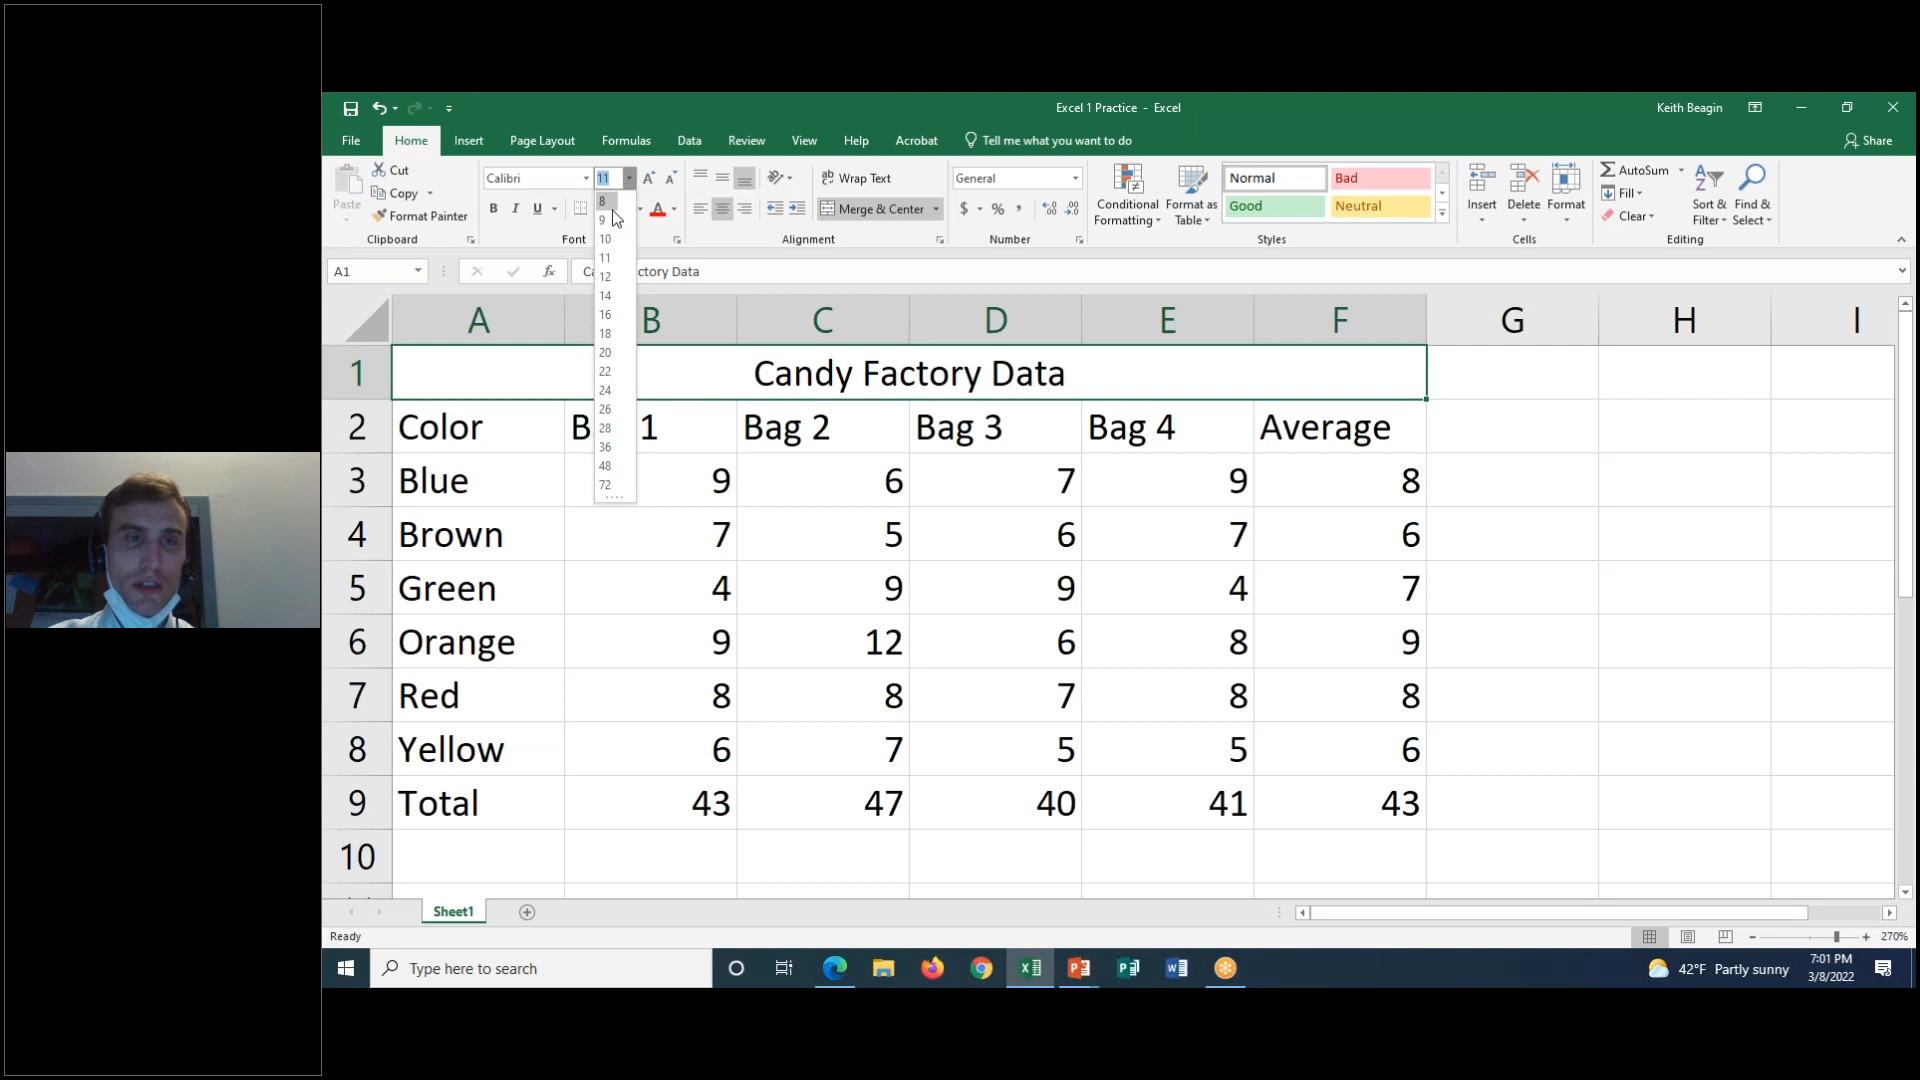 Excel 1 Practice - Excel
Keith Beagin
File Home Insert Page Layout Formulas Data Review View Help Acrobat Tell me what you want to do Share
Paste
Cut
Copy
Format Painter
Clipboard
Calibri 11
B I U A
Font
8
9
10
11
12
14
16
18
20
22
24
26
28
36
48
72
Wrap Text
Merge & Center
Alignment
General
$ % ,
Number
Conditional Formatting
Format as Table
Normal Bad
Good Neutral
Styles
Insert Delete Format
Cells
AutoSum
Fill
Clear
Sort & Filter
Find & Select
Editing
A1
fx
Ca ctory Data
A B C D E F G H I
1 Candy Factory Data
2 Color B 1 Bag 2 Bag 3 Bag 4 Average
3 Blue 9 6 7 9 8
4 Brown 7 5 6 7 6
5 Green 4 9 9 4 7
6 Orange 9 12 6 8 9
7 Red 8 8 7 8 8
8 Yellow 6 7 5 5 6
9 Total 43 47 40 41 43
10
Sheet1
Ready
270%
Type here to search
42°F Partly sunny
7:01 PM
3/8/2022